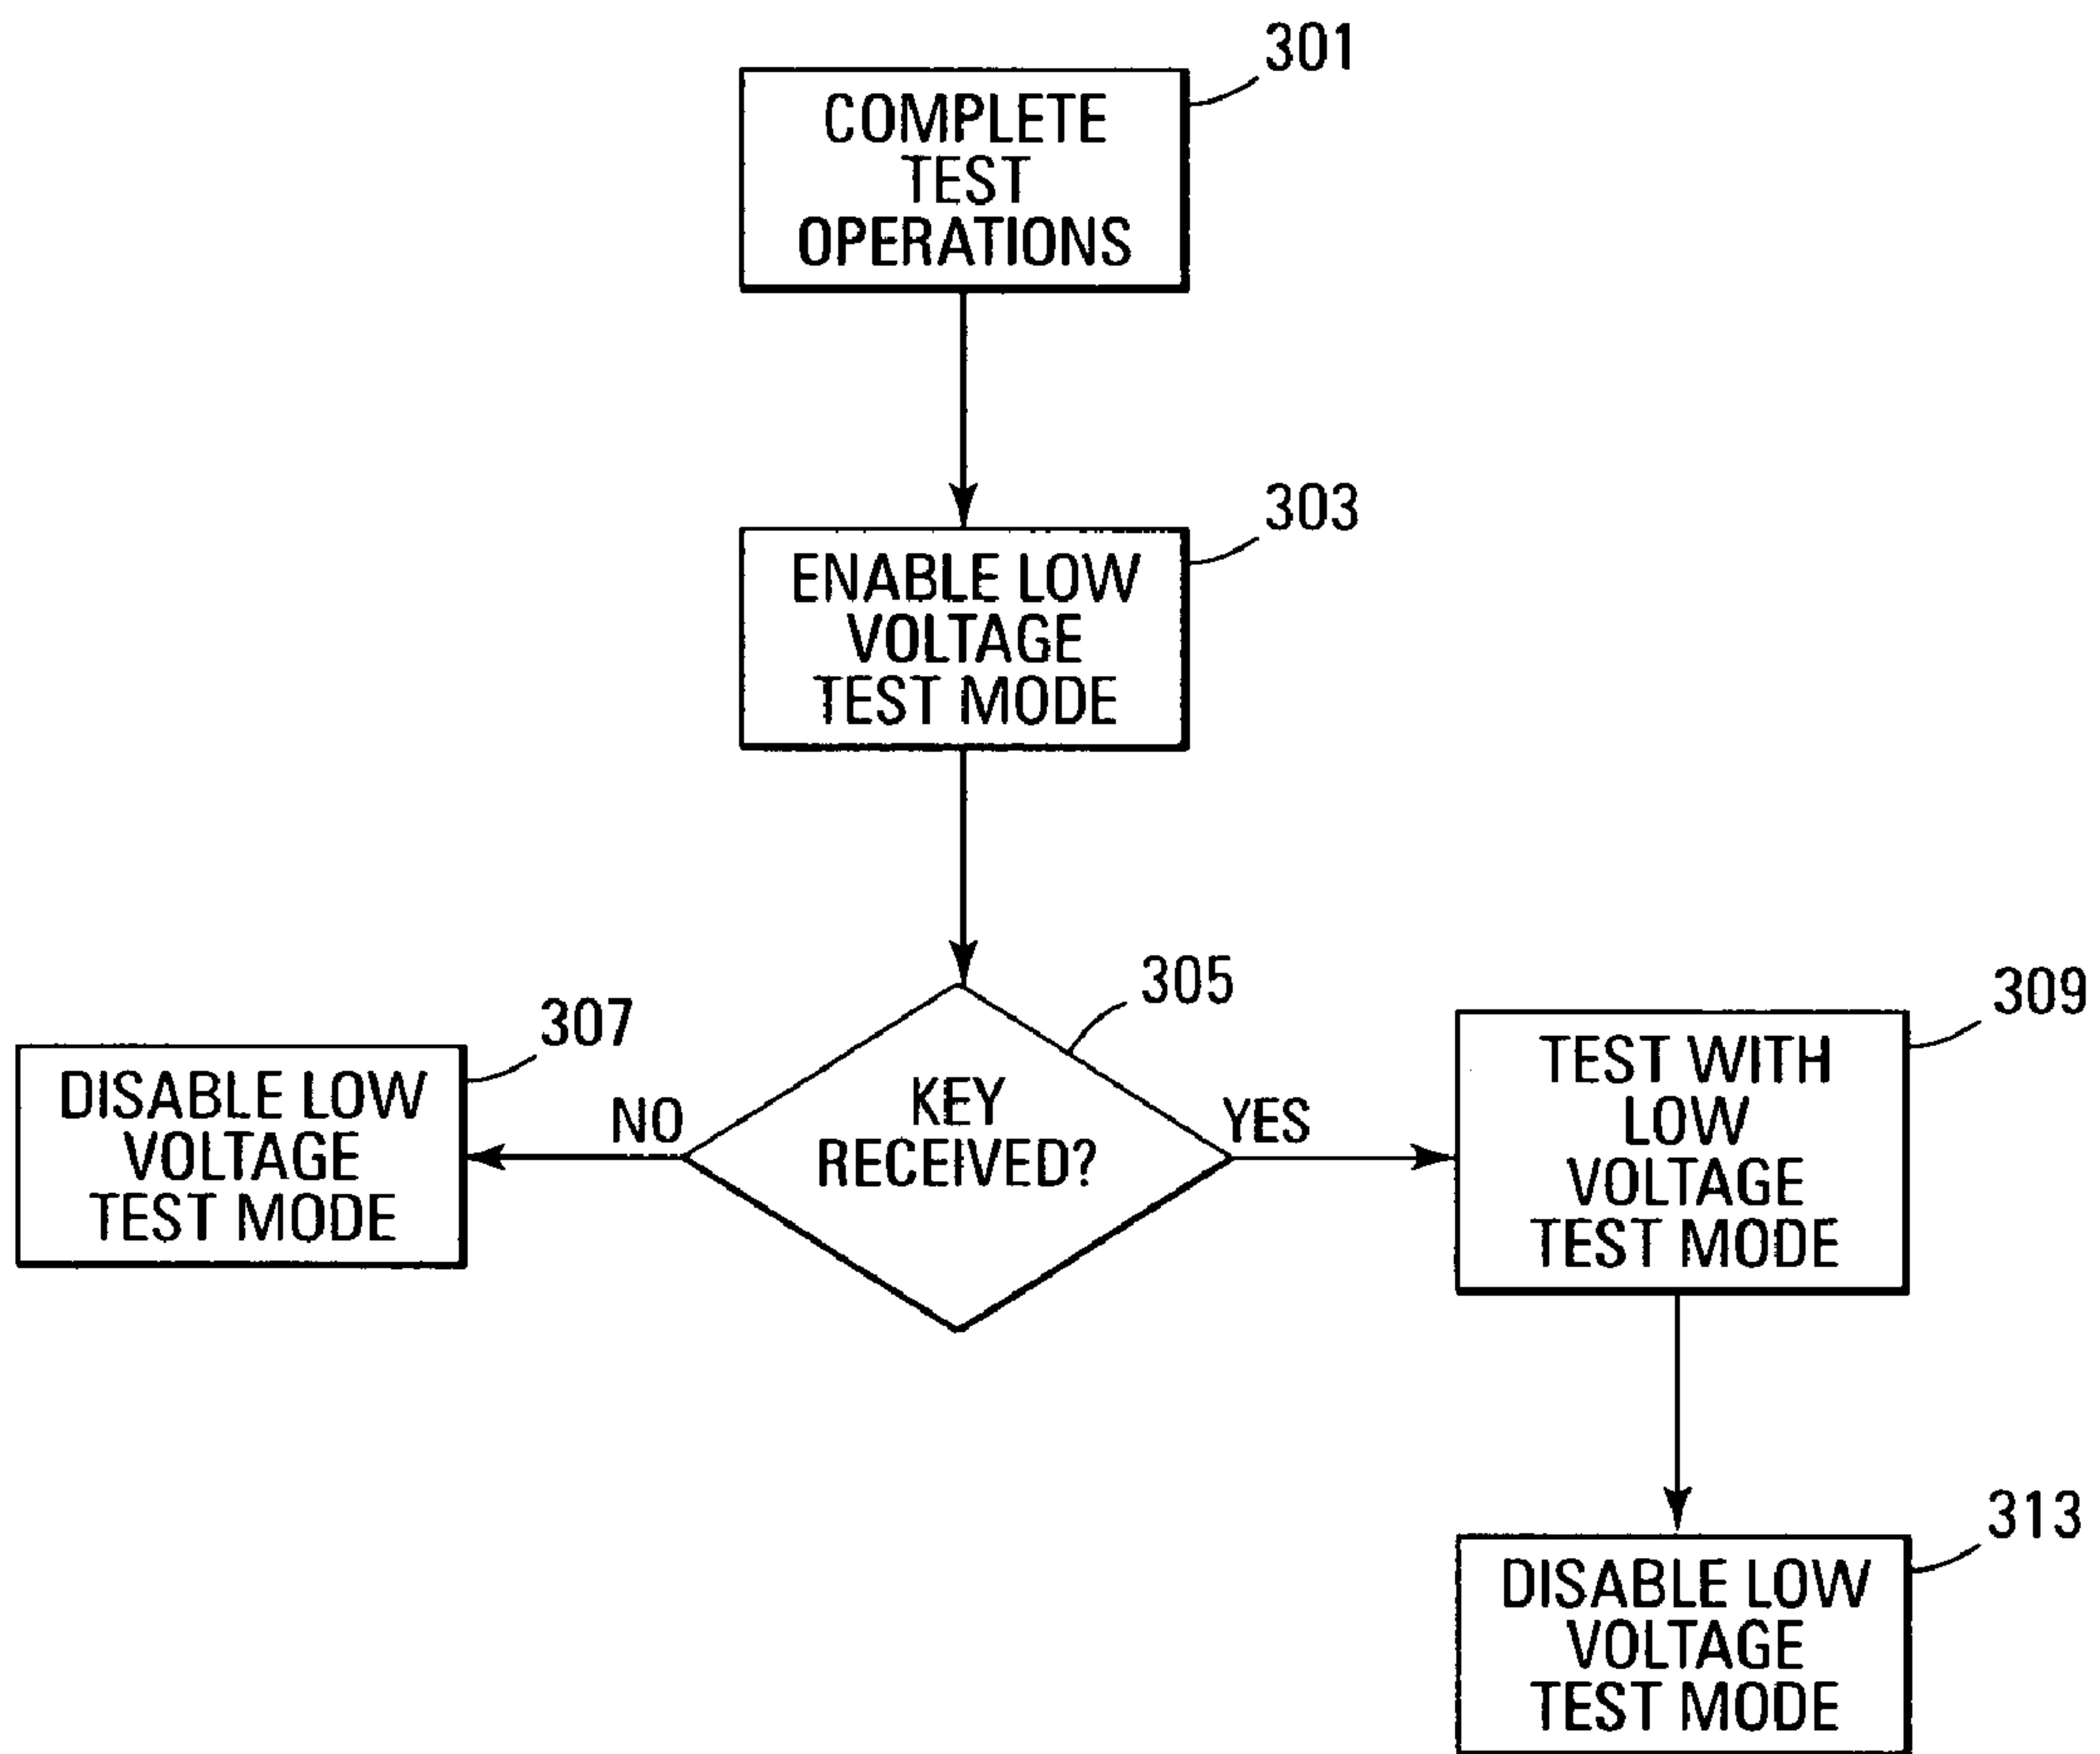 301
COMPLETE
TEST
OPERATIONS
303
ENABLE LOW
VOLTAGE
TEST MODE
305
KEY
RECEIVED?
NO
YES
307
DISABLE LOW
VOLTAGE
TEST MODE
309
TEST WITH
LOW
VOLTAGE
TEST MODE
313
DISABLE LOW
VOLTAGE
TEST MODE